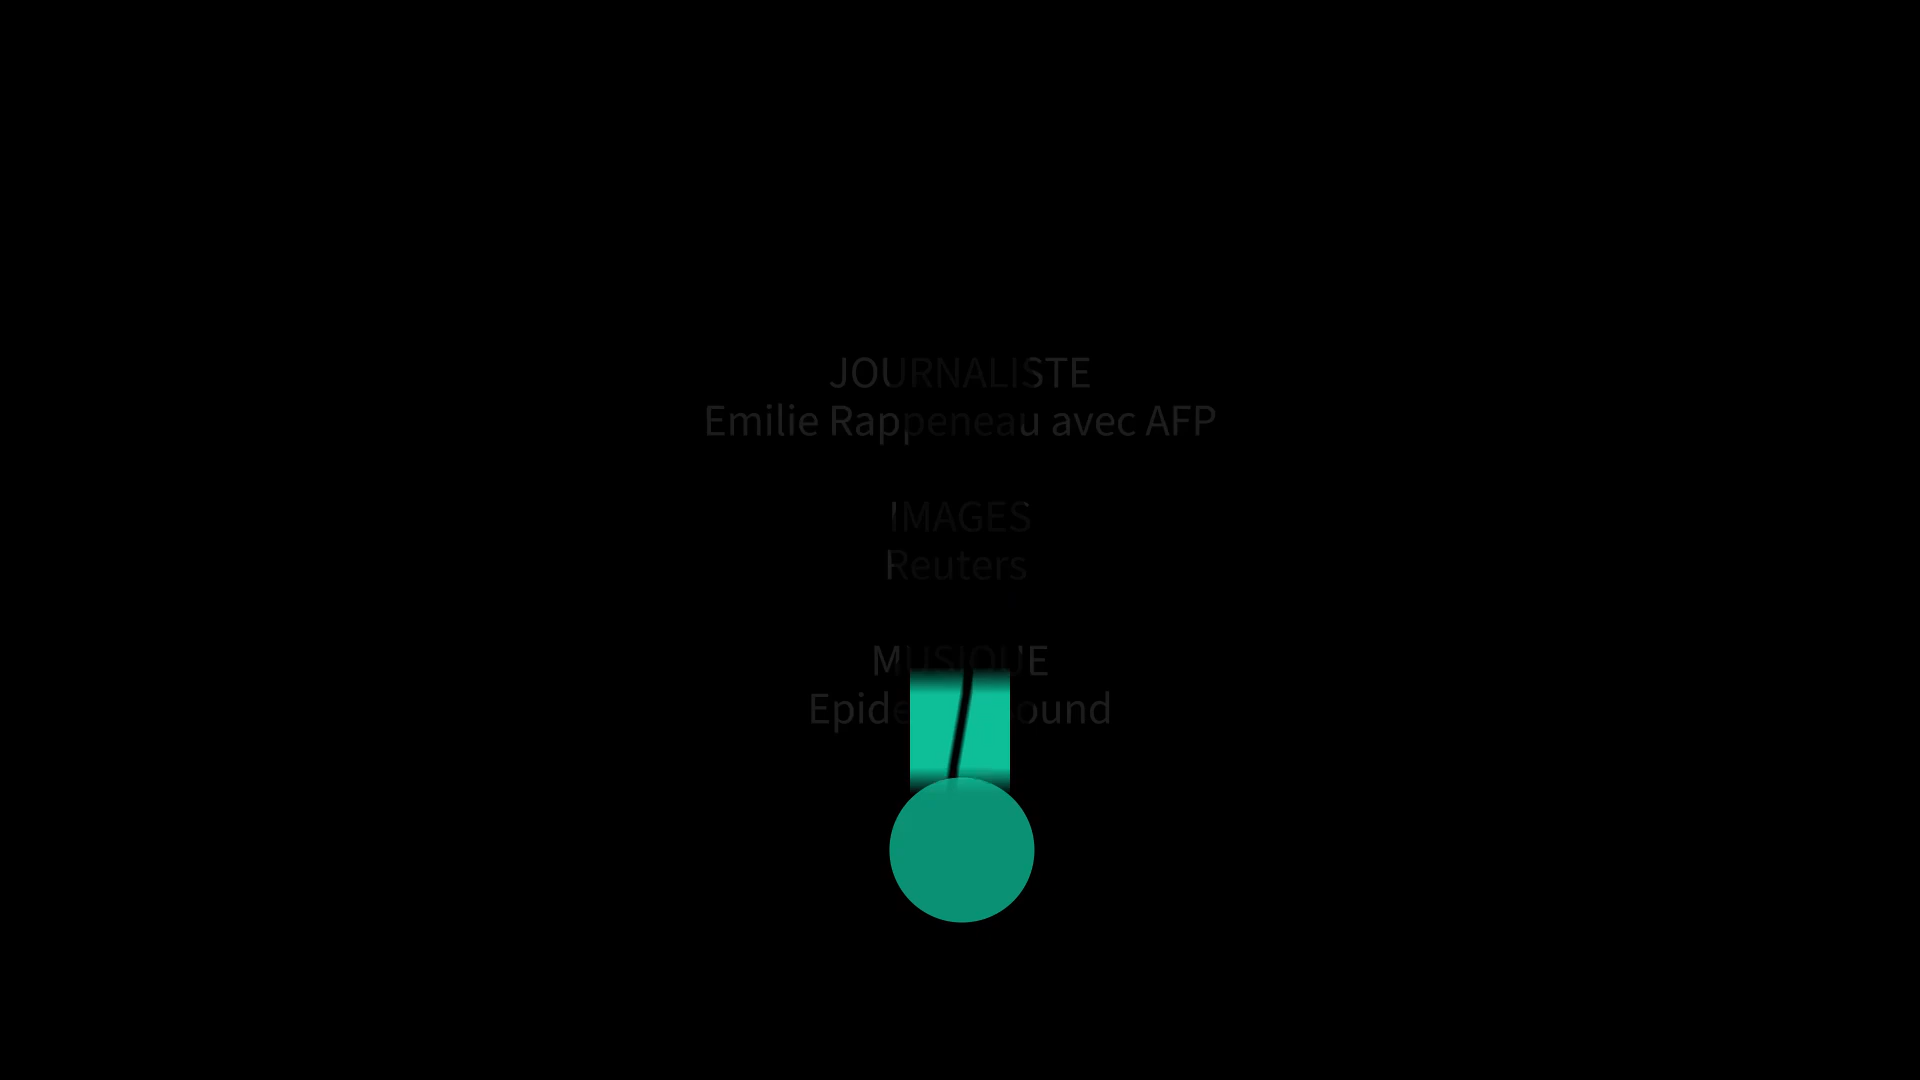 JOURNALISTE
Emilie Rappeneau avec AFP
IMAGES
Reuters
MUSIQUE